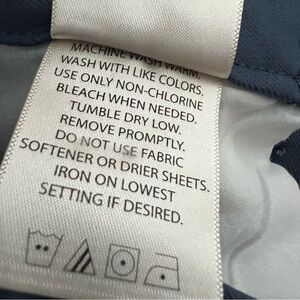 MACHINE WASH WARM.
WASH WITH LIKE COLORS.
USE ONLY NON-CHLORINE
BLEACH WHEN NEEDED.
TUMBLE DRY LOW.
REMOVE PROMPTLY.
DO NOT USE FABRIC
SOFTENER OR DRIER SHEETS.
IRON ON LOWEST
SETTING IF DESIRED.